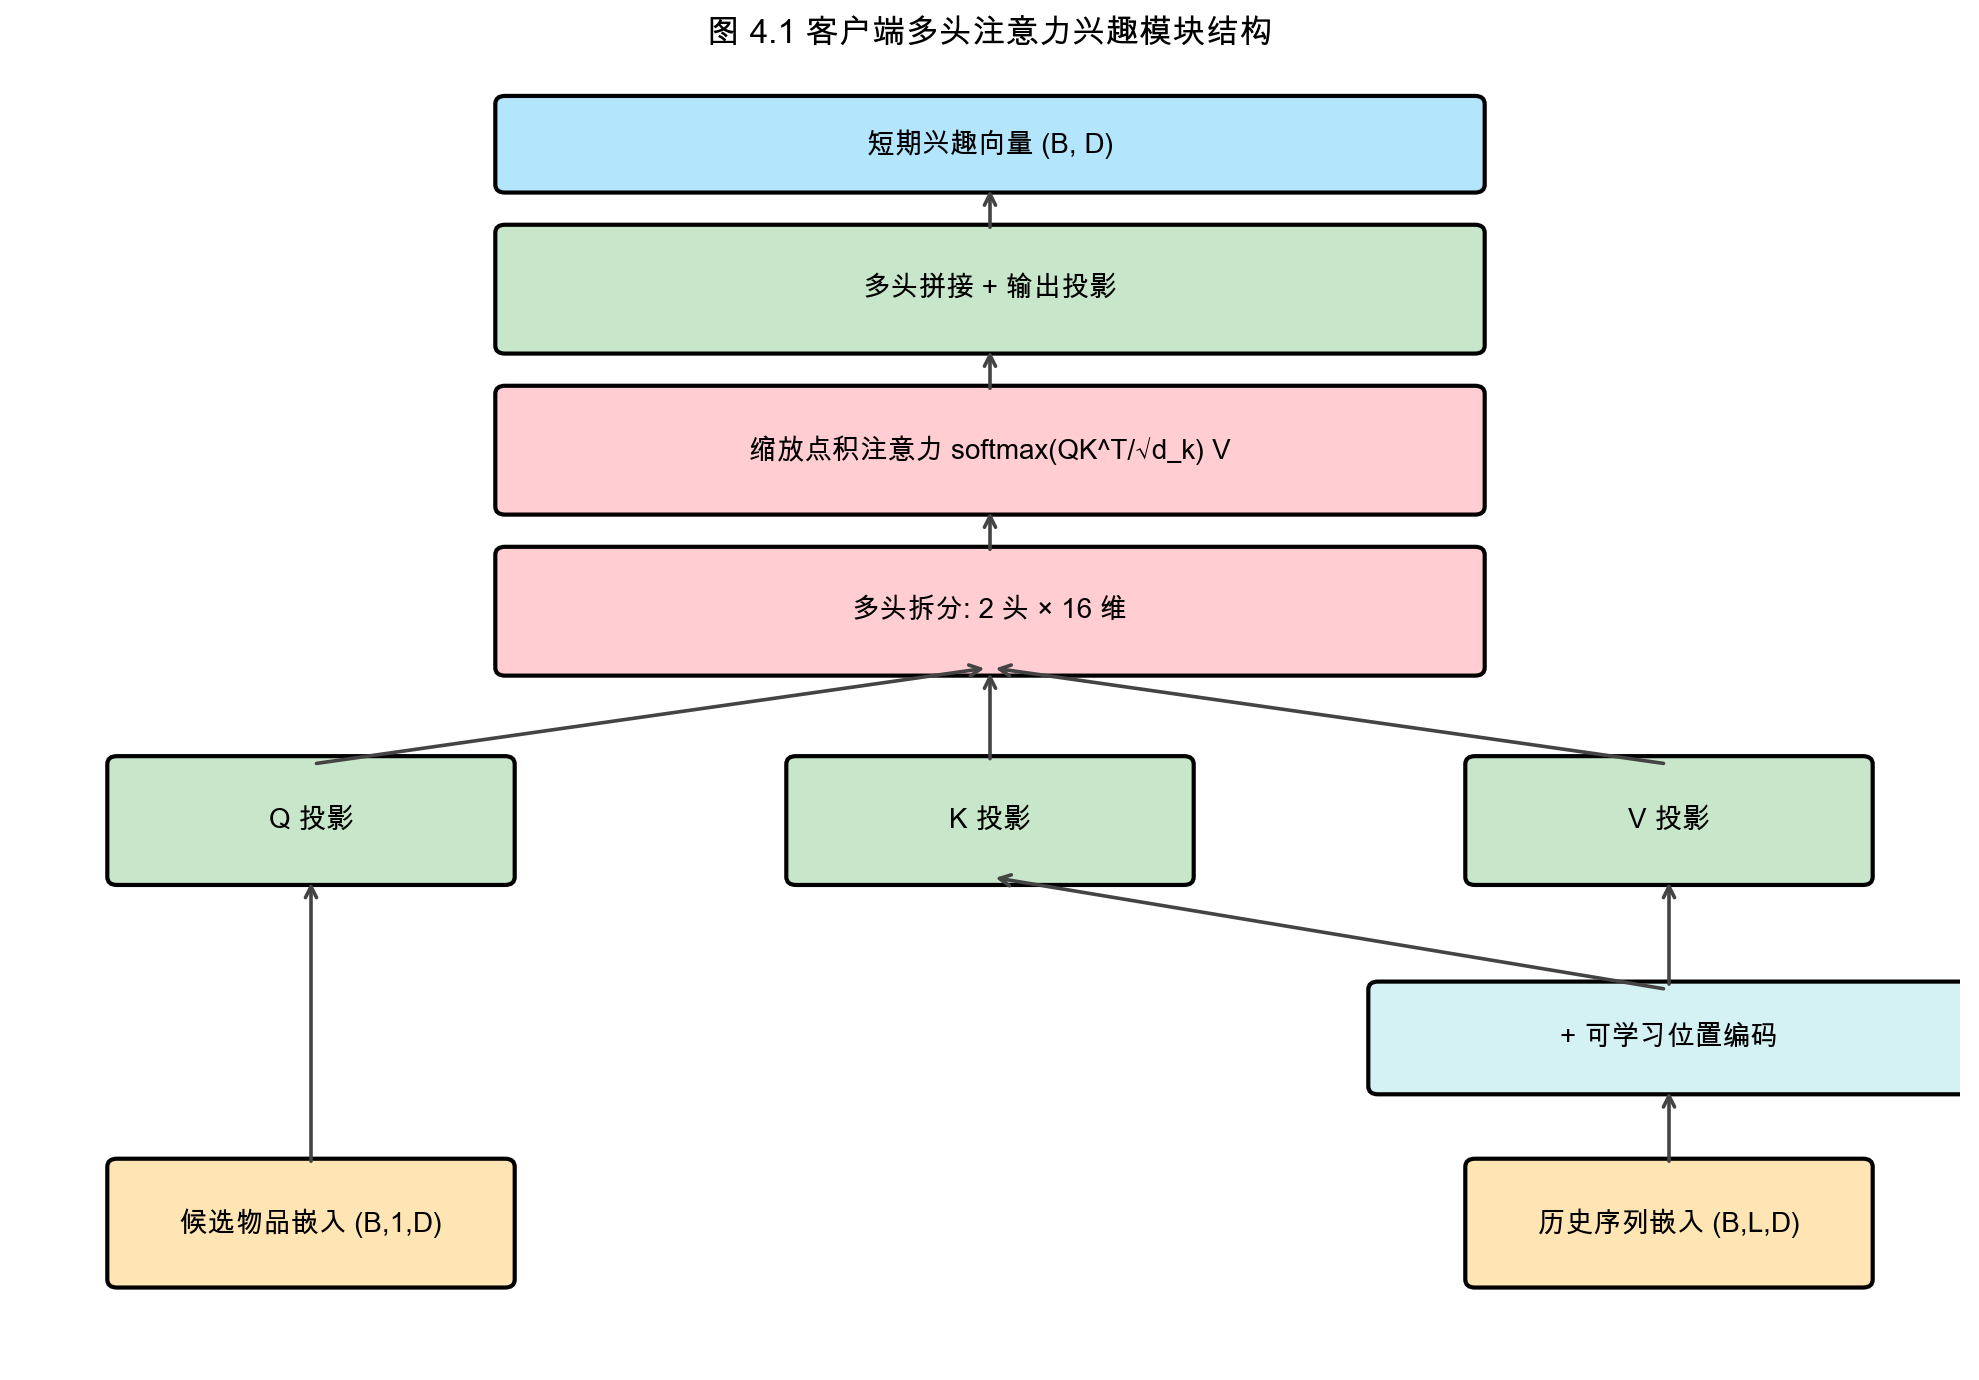 图 4.1 客户端多头注意力兴趣模块结构
短期兴趣向量 (B, D)
多头拼接 + 输出投影
缩放点积注意力 softmax(QK^T/√d_k) V
多头拆分: 2 头 × 16 维
Q 投影
K 投影
V 投影
+ 可学习位置编码
候选物品嵌入 (B,1,D)
历史序列嵌入 (B,L,D)